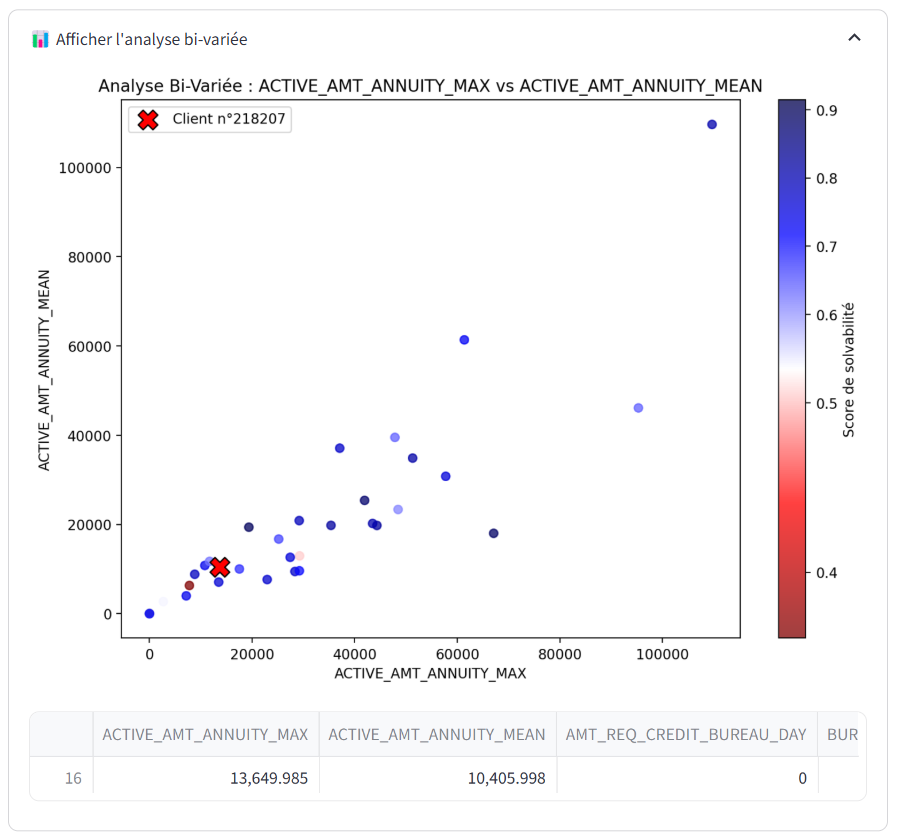 Afficher l'analyse bi-variée
Analyse Bi-Variée : ACTIVE_AMT_ANNUITY_MAX vs ACTIVE_AMT_ANNUITY_MEAN
Client n°218207
100000
80000
60000
40000
20000
0
ACTIVE_AMT_ANNUITY_MEAN
0 20000 40000 60000 80000 100000
ACTIVE_AMT_ANNUITY_MAX
0.9
0.8
0.7
0.6
0.5
0.4
Score de solvabilité
ACTIVE_AMT_ANNUITY_MAX ACTIVE_AMT_ANNUITY_MEAN AMT_REQ_CREDIT_BUREAU_DAY BUR
16 13,649.985 10,405.998 0